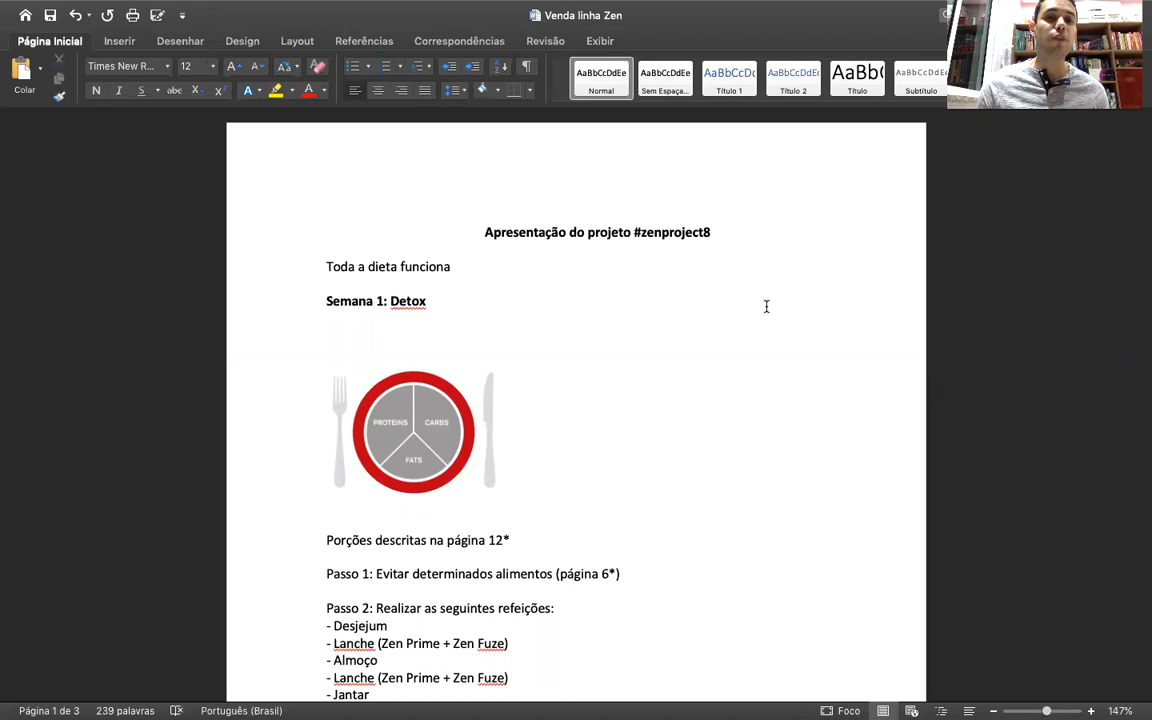 Venda linha Zen
Página Inicial Inserir Desenhar Design Layout Referências Correspondências Revisão Exibir
Colar
Times New R... 12
AaBbCcDdEe AaBbCcDdEe AaBbCcDc AaBbCcDdEe AaBb( AaBbCcDdEe
Normal Sem Espaça... Título 1 Título 2 Título Subtítulo
N I S abc X X A A
Apresentação do projeto #zenproject8
Toda a dieta funciona
Semana 1: Detox
PROTEINS CARBS
FATS
Porções descritas na página 12*
Passo 1: Evitar determinados alimentos (página 6*)
Passo 2: Realizar as seguintes refeições:
- Desjejum
- Lanche (Zen Prime + Zen Fuze)
- Almoço
- Lanche (Zen Prime + Zen Fuze)
- Jantar
Página 1 de 3 239 palavras Português (Brasil) Foco 147%